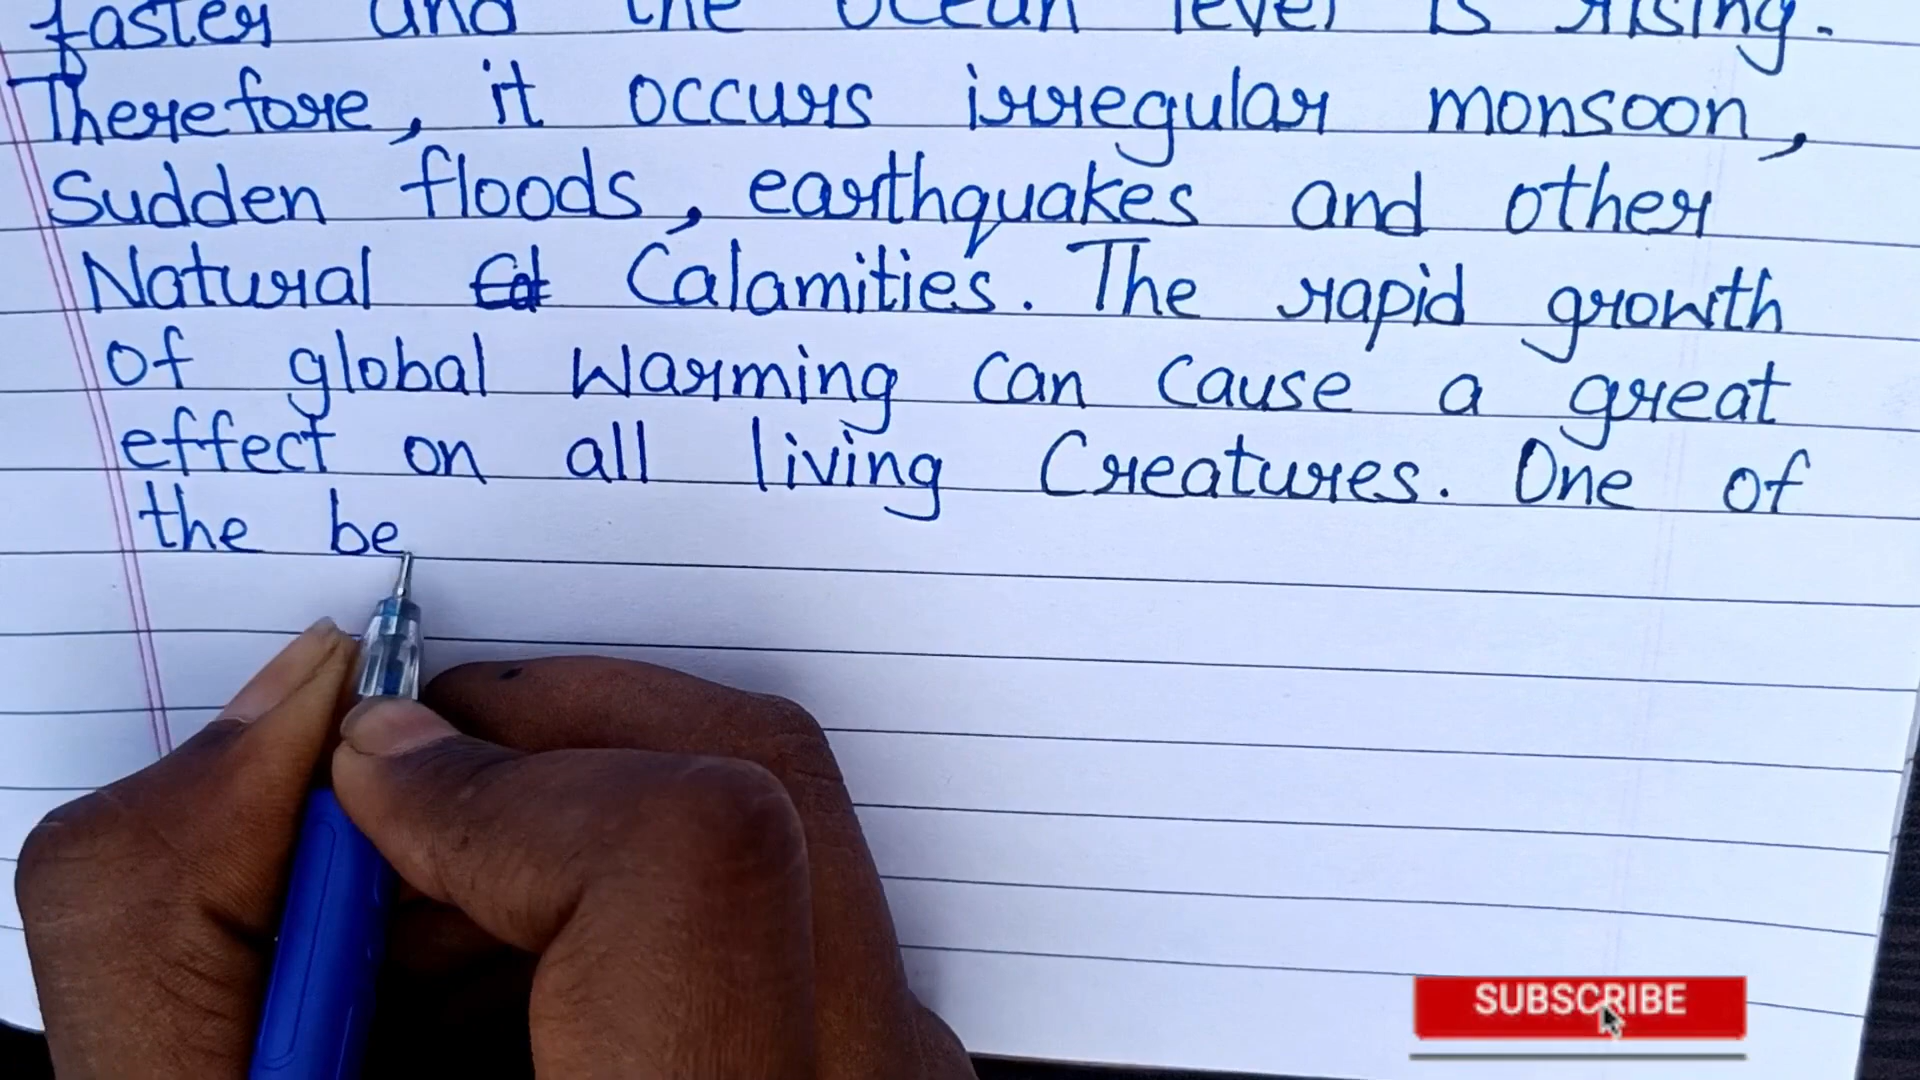 faster and the ocean level is rising.
Therefore, it occurs irregular monsoon,
Sudden floods, earthquakes and other
Natural Cat Calamities. The rapid growth
of global warming can cause a great
effect on all living Creatures. One of
the be
SUBSCRIBE